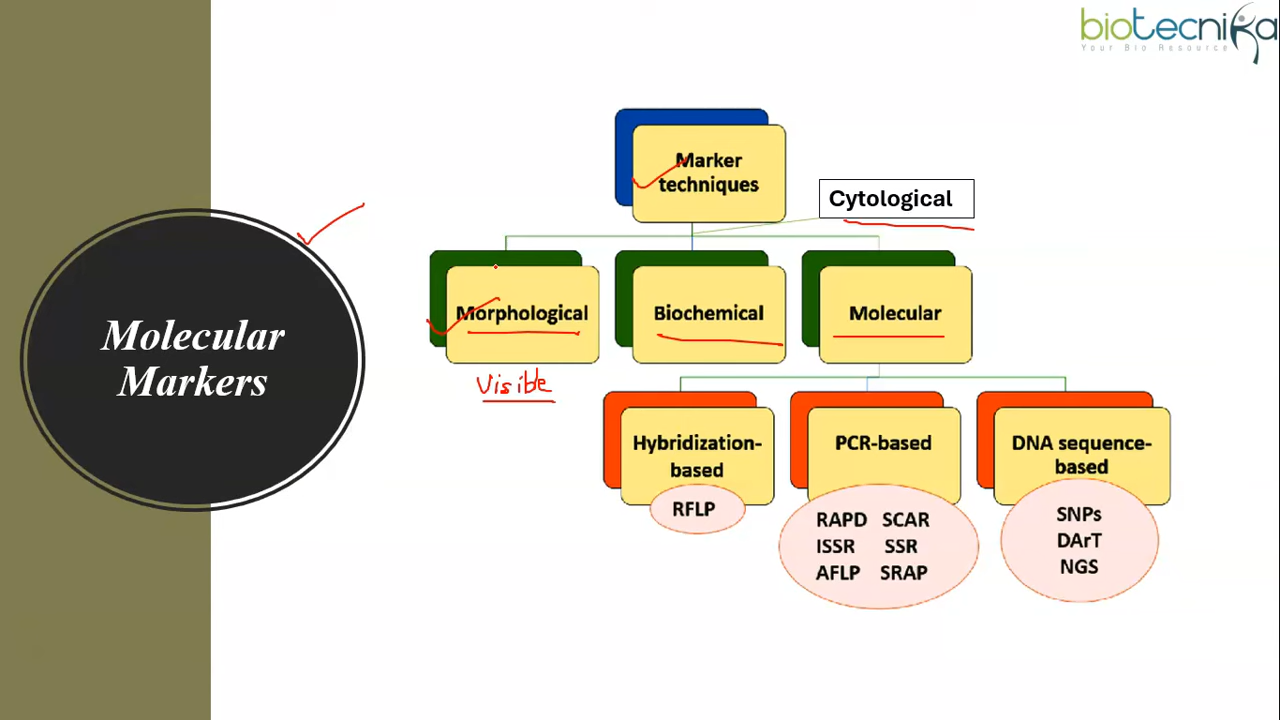 biotecnika
Your Bio Resource
Marker
techniques
Cytological
Morphological
Biochemical
Molecular
Visible
Molecular
Markers
Hybridization-
based
PCR-based
DNA sequence-
based
RFLP
RAPD SCAR
ISSR SSR
AFLP SRAP
SNPs
DArT
NGS